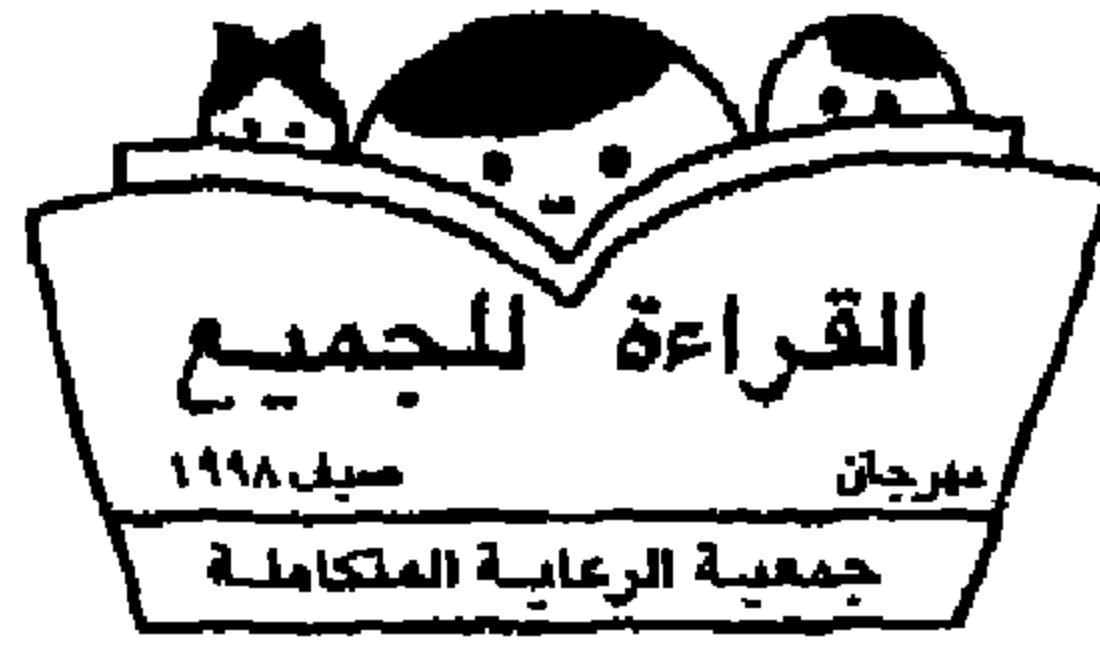 القراءة للجميع
مهرجان صيف ١٩٩٨
جمعية الرعاية المتكاملة